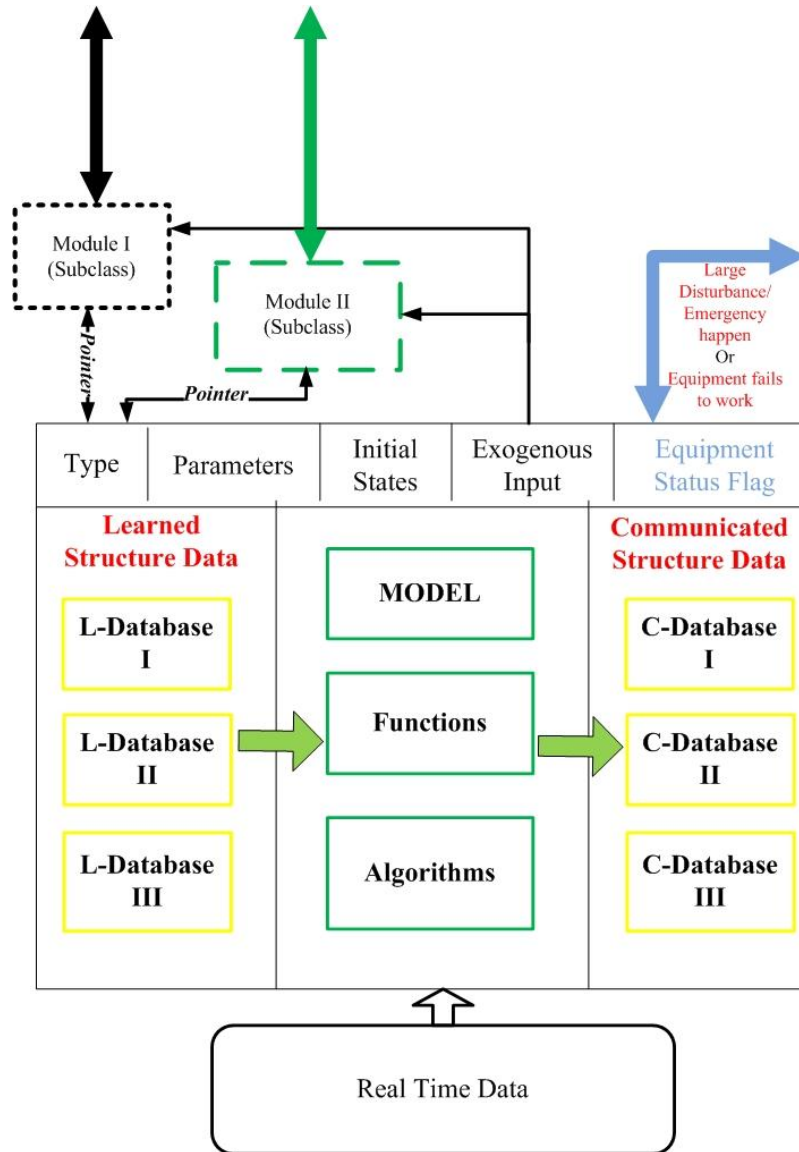 Module I
(Subclass)
Module II
(Subclass)
Large
Disturbance/
Emergency
happen
Or
Equipment fails
to work
Pointer
Pointer
Type
Parameters
Initial
States
Exogenous
Input
Equipment
Status Flag
Learned
Structure Data
Communicated
Structure Data
MODEL
L-Database
I
C-Database
I
Functions
L-Database
II
C-Database
II
Algorithms
L-Database
III
C-Database
III
Real Time Data